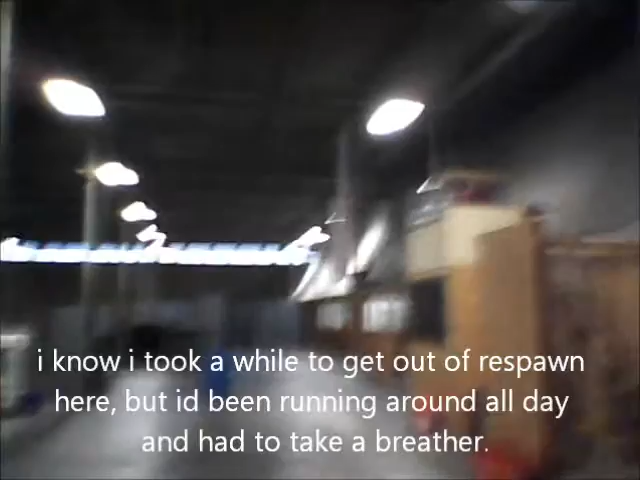 i know i took a while to get out of respawn
here, but id been running around all day
and had to take a breather.